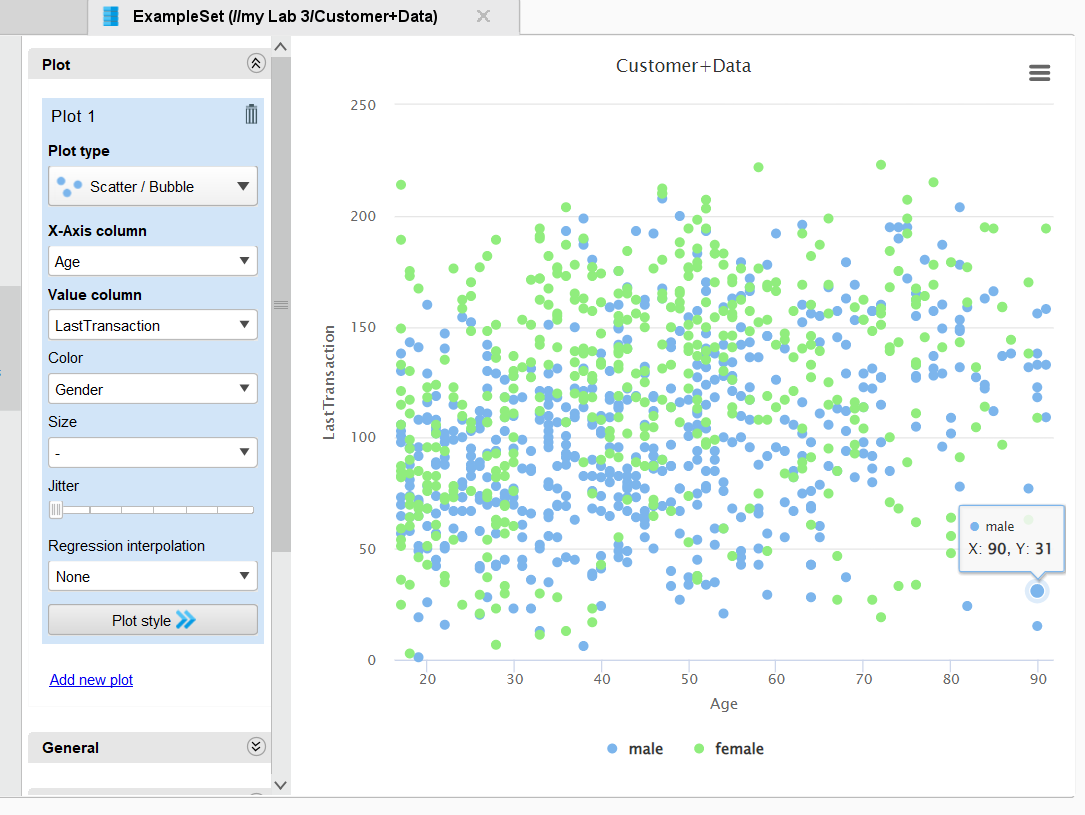 ExampleSet (//my Lab 3/Customer+Data)
Plot
Plot 1
Plot type
Scatter / Bubble
X-Axis column
Age
Value column
LastTransaction
Color
Gender
Size
-
Jitter
Regression interpolation
None
Plot style
Add new plot
General
Customer+Data
250
200
150
100
50
0
LastTransaction
20 30 40 50 60 70 80 90
Age
male female
male
X: 90, Y: 31